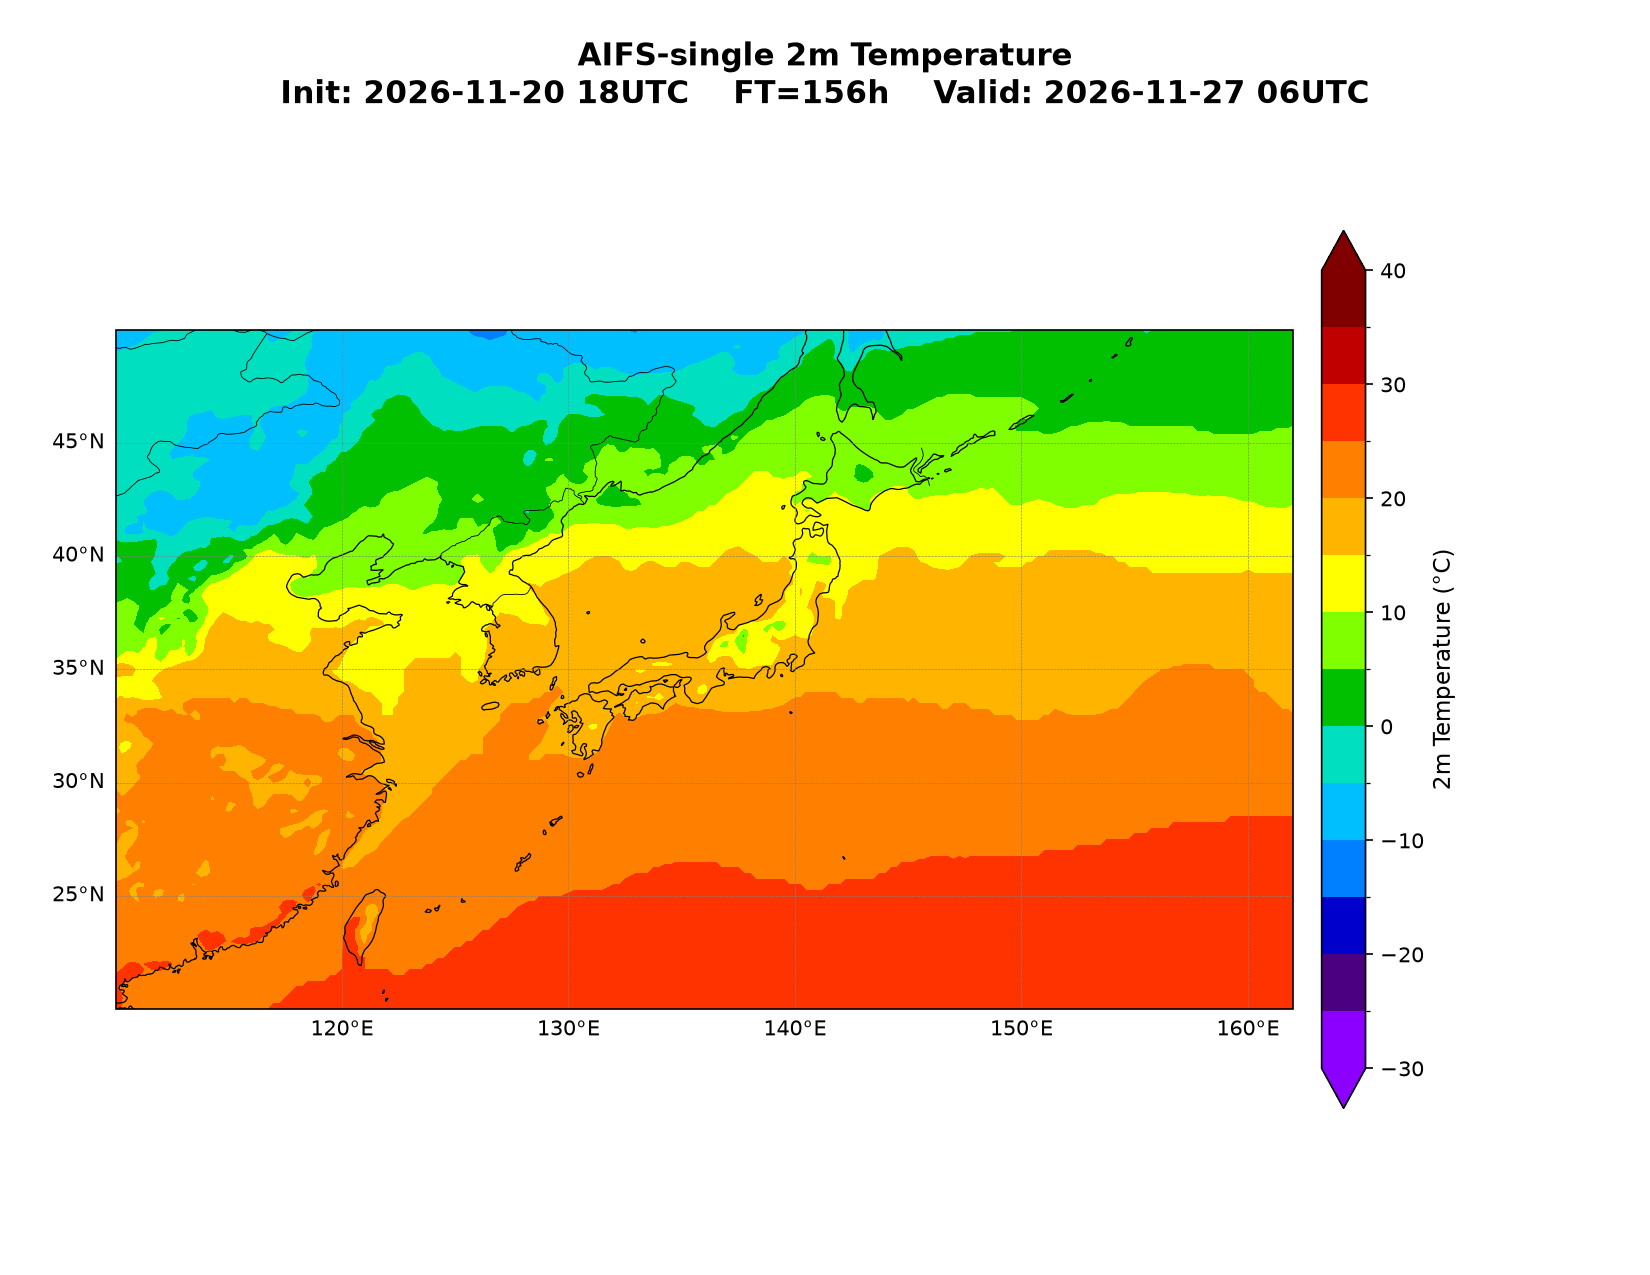 AIFS-single 2m Temperature
Init: 2026-11-20 18UTC    FT=156h    Valid: 2026-11-27 06UTC
40
30
20
10
0
−10
−20
−30
2m Temperature (°C)
45°N
40°N
35°N
30°N
25°N
120°E
130°E
140°E
150°E
160°E